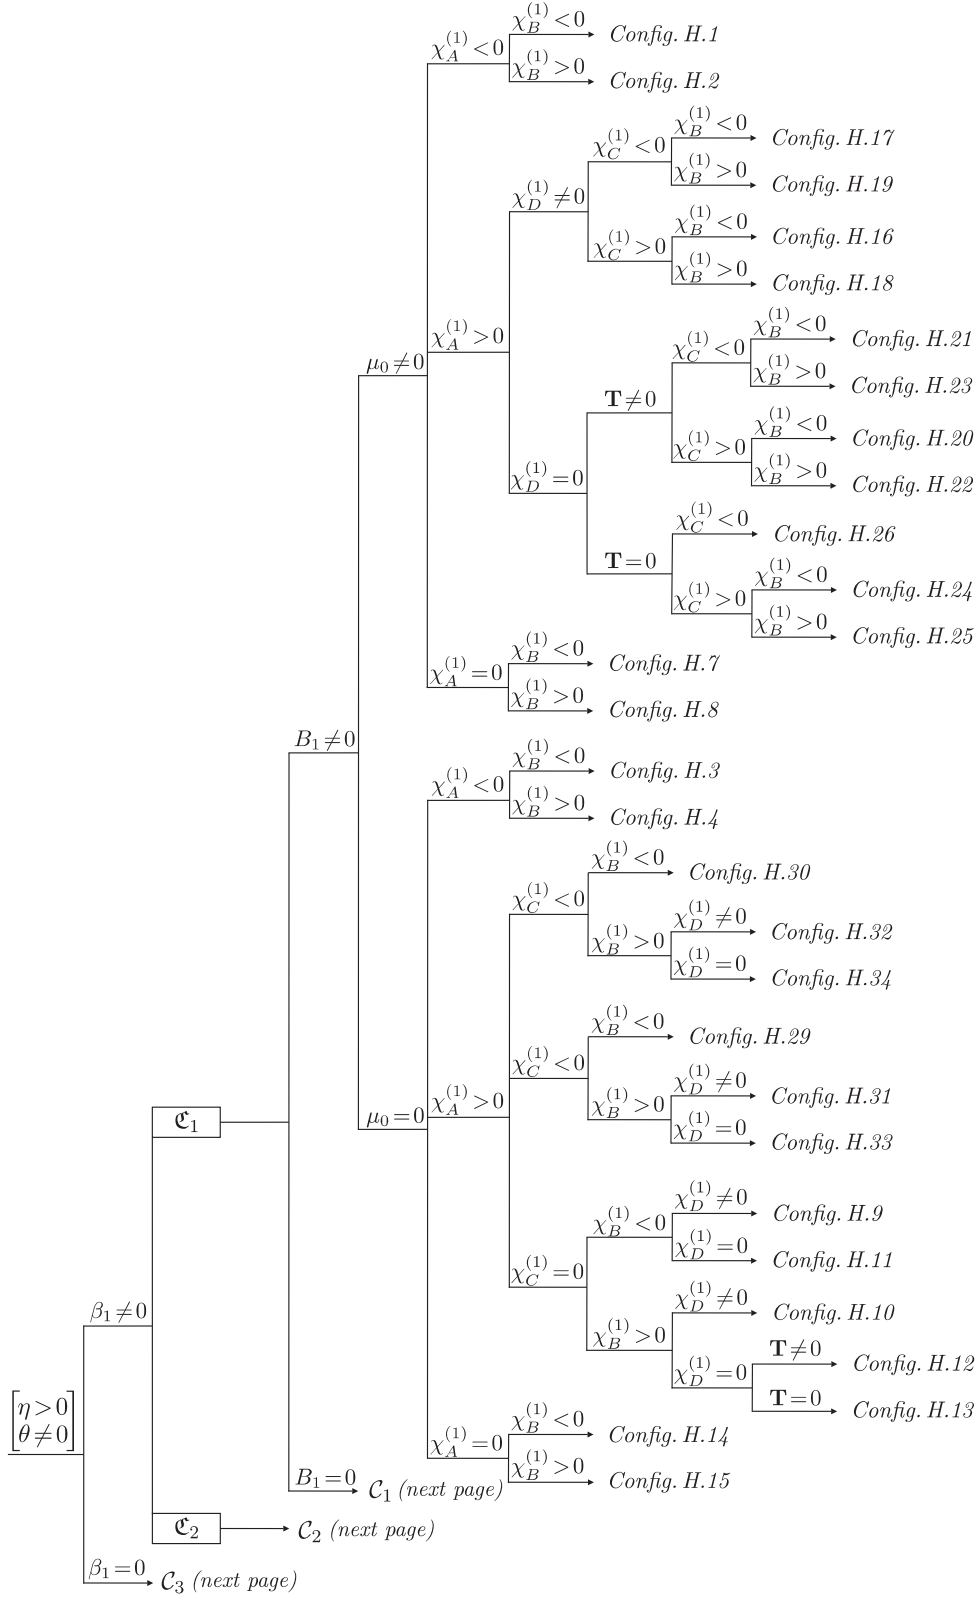 χ_B^{(1)} < 0
Config. H.1
χ_A^{(1)} < 0
χ_B^{(1)} > 0
Config. H.2
χ_B^{(1)} < 0
Config. H.17
χ_C^{(1)} < 0
χ_B^{(1)} > 0
Config. H.19
χ_D^{(1)} ≠ 0
χ_B^{(1)} < 0
Config. H.16
χ_C^{(1)} > 0
χ_B^{(1)} > 0
Config. H.18
χ_A^{(1)} > 0
μ₀ ≠ 0
χ_B^{(1)} < 0
Config. H.21
χ_C^{(1)} < 0
χ_B^{(1)} > 0
Config. H.23
T ≠ 0
χ_B^{(1)} < 0
Config. H.20
χ_C^{(1)} > 0
χ_B^{(1)} > 0
Config. H.22
χ_D^{(1)} = 0
χ_C^{(1)} < 0
Config. H.26
T = 0
χ_B^{(1)} < 0
Config. H.24
χ_C^{(1)} > 0
χ_B^{(1)} > 0
Config. H.25
χ_B^{(1)} < 0
Config. H.7
χ_A^{(1)} = 0
χ_B^{(1)} > 0
Config. H.8
B₁ ≠ 0
χ_B^{(1)} < 0
Config. H.3
χ_A^{(1)} < 0
χ_B^{(1)} > 0
Config. H.4
χ_B^{(1)} < 0
Config. H.30
χ_C^{(1)} < 0
χ_D^{(1)} ≠ 0
Config. H.32
χ_B^{(1)} > 0
χ_D^{(1)} = 0
Config. H.34
χ_B^{(1)} < 0
Config. H.29
χ_C^{(1)} < 0
χ_D^{(1)} ≠ 0
Config. H.31
χ_B^{(1)} > 0
χ_D^{(1)} = 0
Config. H.33
χ_A^{(1)} > 0
μ₀ = 0
ℭ₁
χ_D^{(1)} ≠ 0
Config. H.9
χ_B^{(1)} < 0
χ_D^{(1)} = 0
Config. H.11
χ_C^{(1)} = 0
χ_D^{(1)} ≠ 0
Config. H.10
β₁ ≠ 0
χ_B^{(1)} > 0
T ≠ 0
Config. H.12
χ_D^{(1)} = 0
T = 0
Config. H.13
[η > 0
θ ≠ 0]
χ_B^{(1)} < 0
Config. H.14
χ_A^{(1)} = 0
χ_B^{(1)} > 0
Config. H.15
B₁ = 0
𝒞₁ (next page)
ℭ₂
𝒞₂ (next page)
β₁ = 0
𝒞₃ (next page)